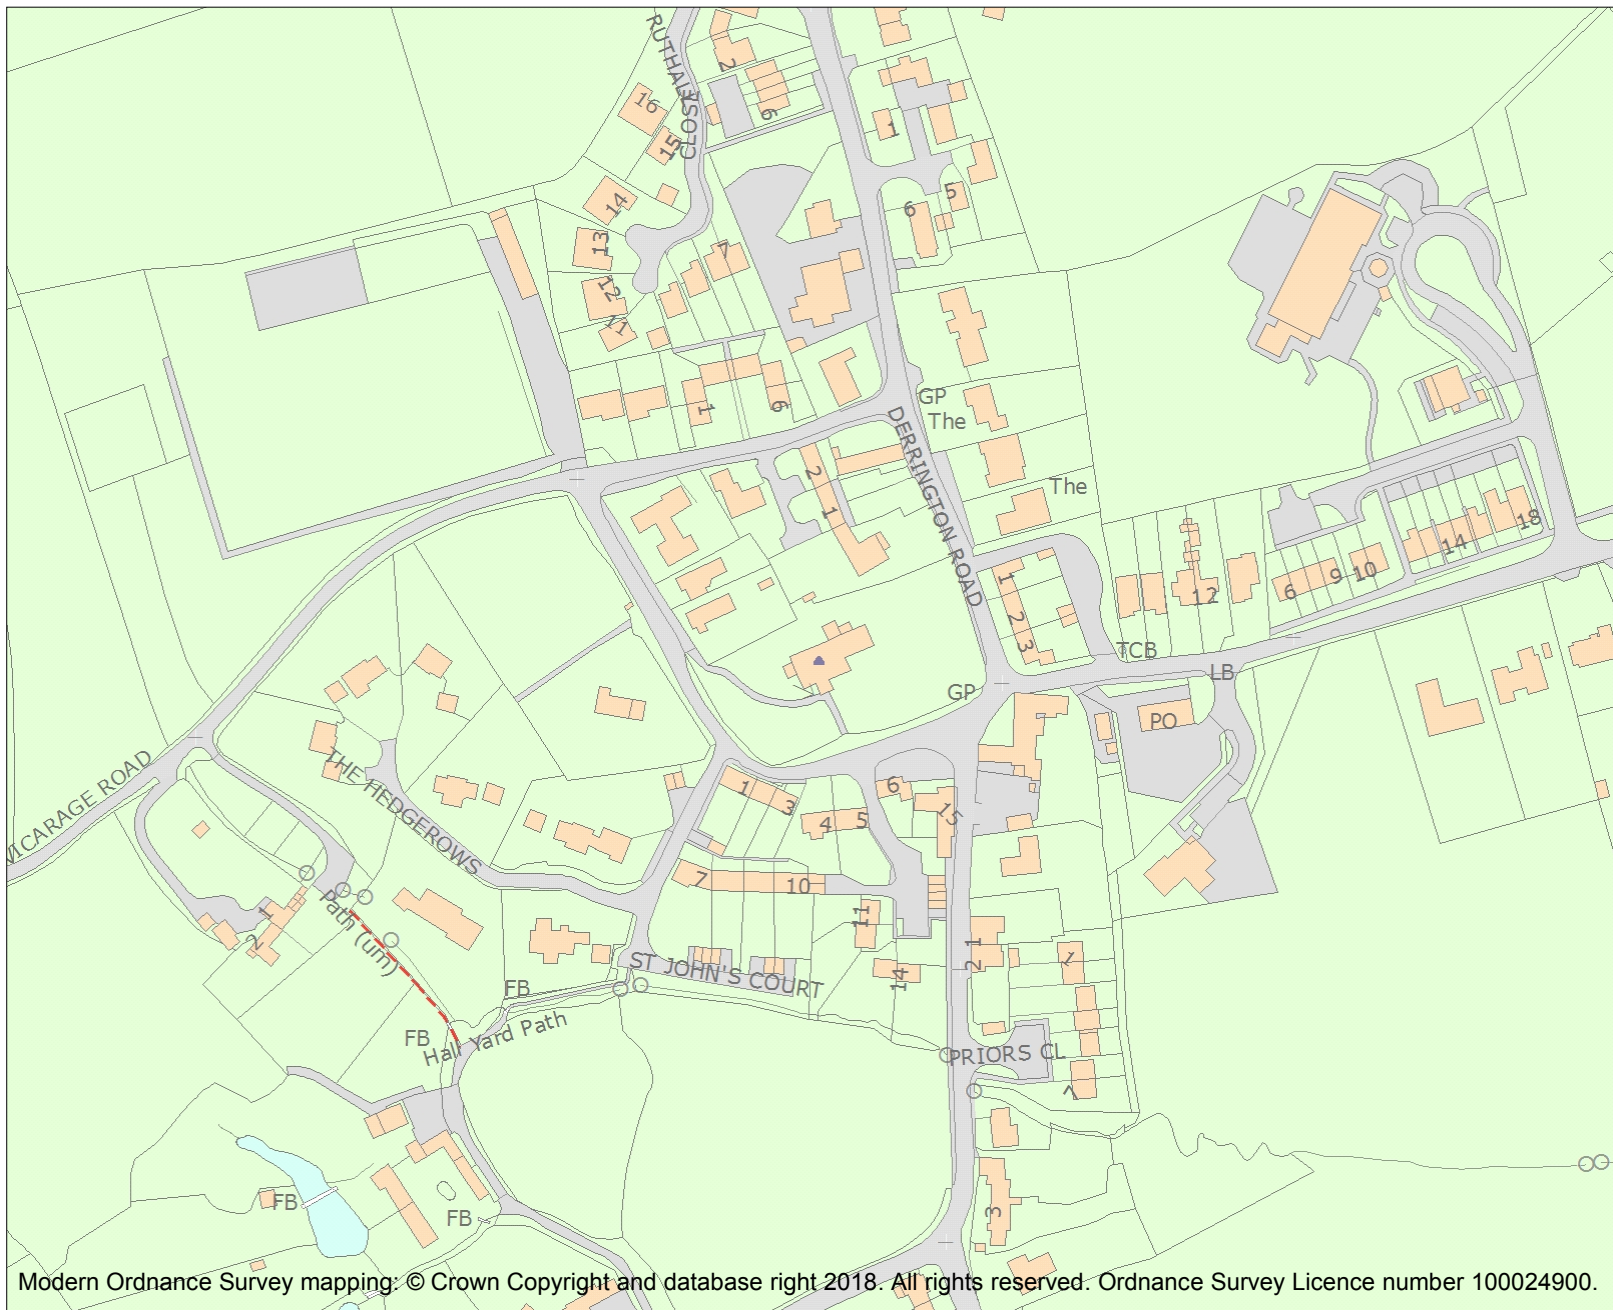 RUTHALL
CLOSE
2
6
16
15
14
13
12
11
7
1
5
6
1
6
GP
The
DERRINGTON ROAD
2
1
The
1
2
3
TCB
LB
GP
PO
12
6
9
10
14
18
VICARAGE ROAD
THE HEDGEROWS
1
3
4
5
6
15
7
10
11
14
1
2
Path (um)
FB
ST JOHN'S COURT
FB
Hall Yard Path
1
2
1
PRIORS CL
7
3
FB
FB
Modern Ordnance Survey mapping: © Crown Copyright and database right 2018. All rights reserved. Ordnance Survey Licence number 100024900.